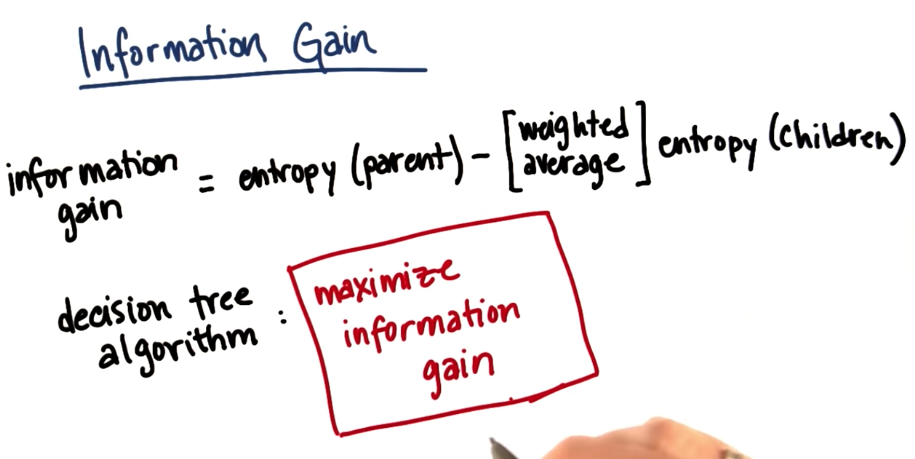 Information Gain
information gain = entropy (parent) - [weighted average] entropy (children)
decision tree algorithm : maximize information gain